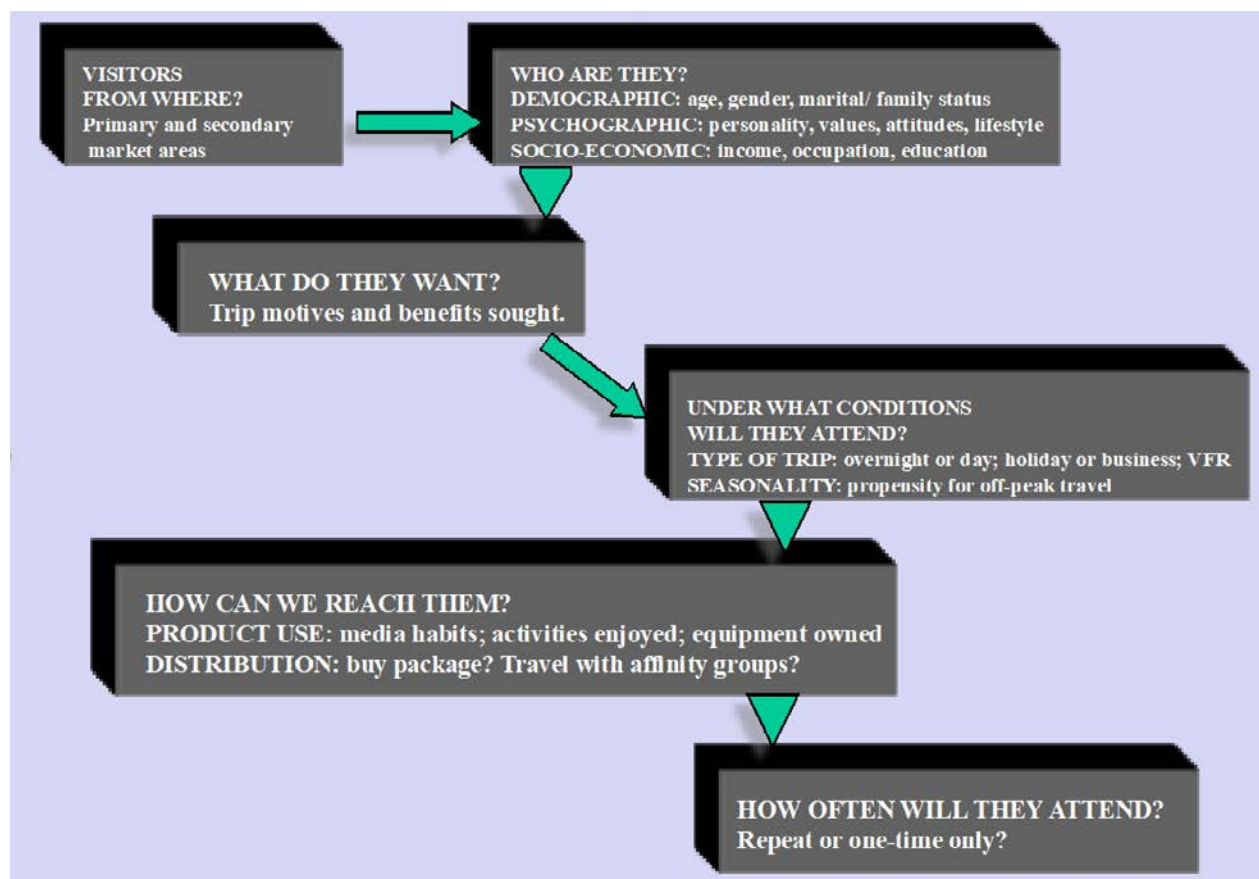 VISITORS
FROM WHERE?
Primary and secondary
market areas
WHO ARE THEY?
DEMOGRAPHIC: age, gender, marital/ family status
PSYCHOGRAPHIC: personality, values, attitudes, lifestyle
SOCIO-ECONOMIC: income, occupation, education
WHAT DO THEY WANT?
Trip motives and benefits sought.
UNDER WHAT CONDITIONS
WILL THEY ATTEND?
TYPE OF TRIP: overnight or day; holiday or business; VFR
SEASONALITY: propensity for off-peak travel
HOW CAN WE REACH THEM?
PRODUCT USE: media habits; activities enjoyed; equipment owned
DISTRIBUTION: buy package? Travel with affinity groups?
HOW OFTEN WILL THEY ATTEND?
Repeat or one-time only?